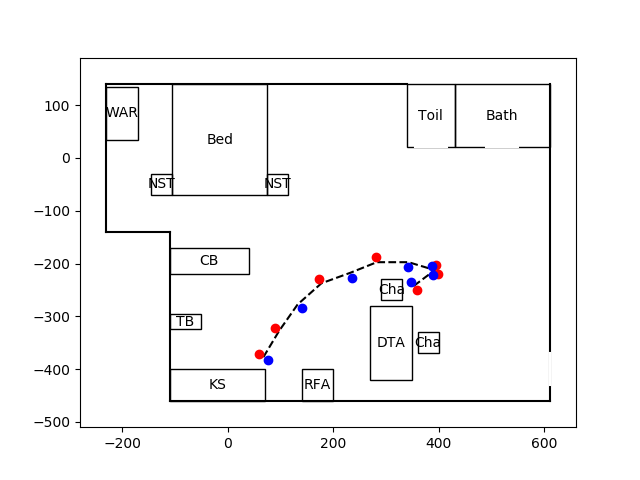 WAR
Bed
Toil
Bath
NST
NST
CB
Cha
TB
DTA
Cha
KS
RFA
100
0
−100
−200
−300
−400
−500
−200
0
200
400
600